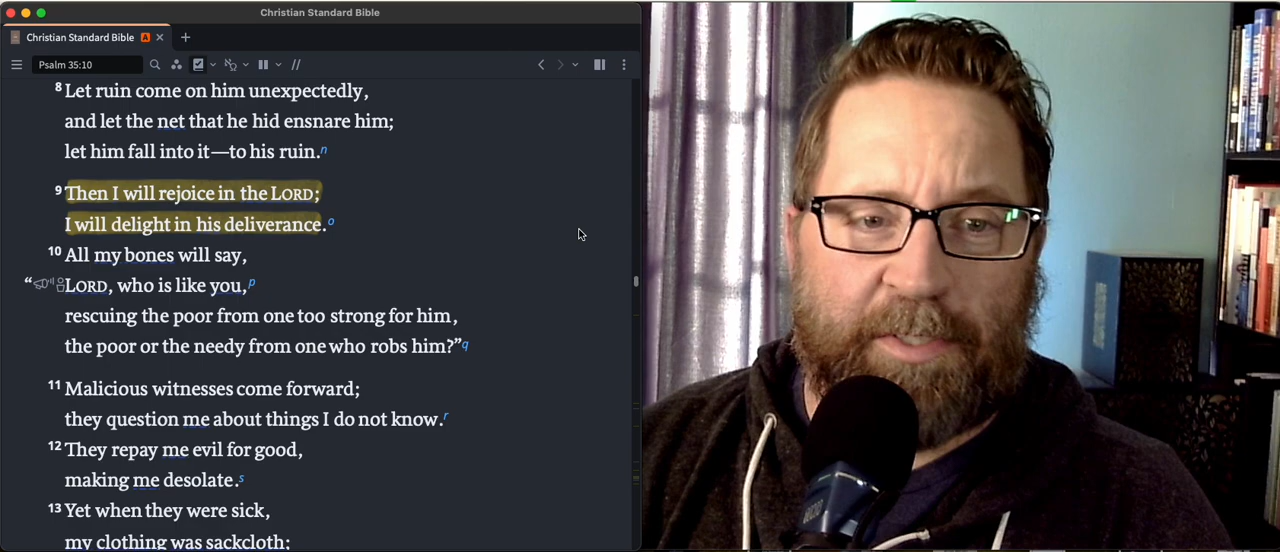 Christian Standard Bible
Christian Standard Bible A
Psalm 35:10
8 Let ruin come on him unexpectedly,
and let the net that he hid ensnare him;
let him fall into it—to his ruin.n
9 Then I will rejoice in the LORD;
I will delight in his deliverance.o
10 All my bones will say,
“LORD, who is like you,p
rescuing the poor from one too strong for him,
the poor or the needy from one who robs him?”q
11 Malicious witnesses come forward;
they question me about things I do not know.r
12 They repay me evil for good,
making me desolate.s
13 Yet when they were sick,
my clothing was sackcloth;